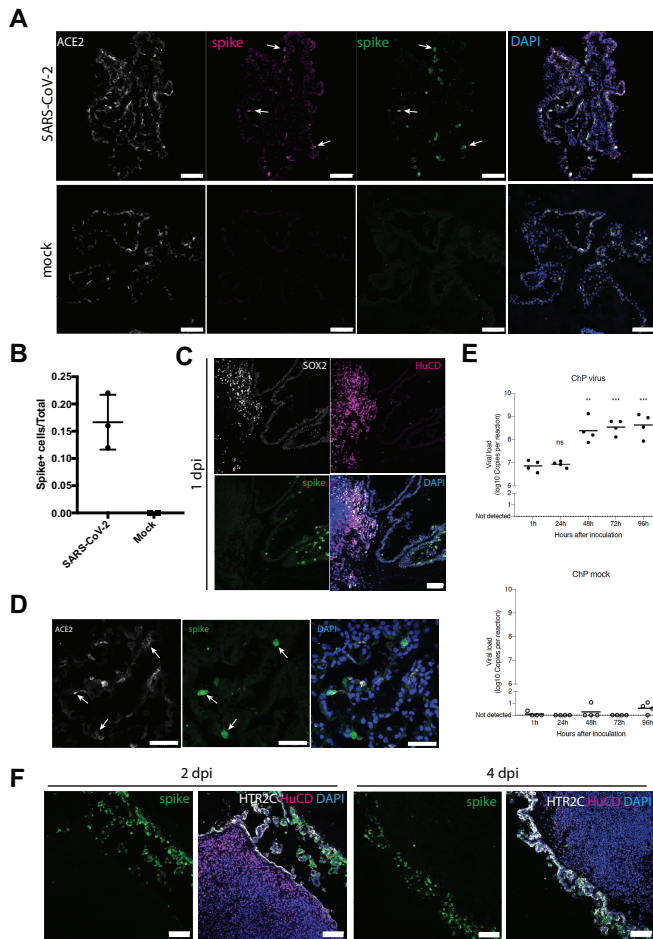 A
ACE2 spike spike DAPI
SARS-CoV-2
mock
B
Spike+ cells/Total
0.25
0.20
0.15
0.10
0.05
0.00
SARS-CoV-2 Mock
C
1 dpi
SOX2 HuCD
spike DAPI
E
ChP virus
Viral load
(log10 Copies per reaction)
10
9
8
7
6
2
1
Not detected
ns ** *** ***
1h 24h 48h 72h 96h
Hours after inoculation
ChP mock
Viral load
(log10 Copies per reaction)
10
9
8
7
6
2
1
Not detected
1h 24h 48h 72h 96h
Hours after inoculation
D
ACE2 spike DAPI
F
2 dpi 4 dpi
spike HTR2C HuCD DAPI spike HTR2C HuCD DAPI